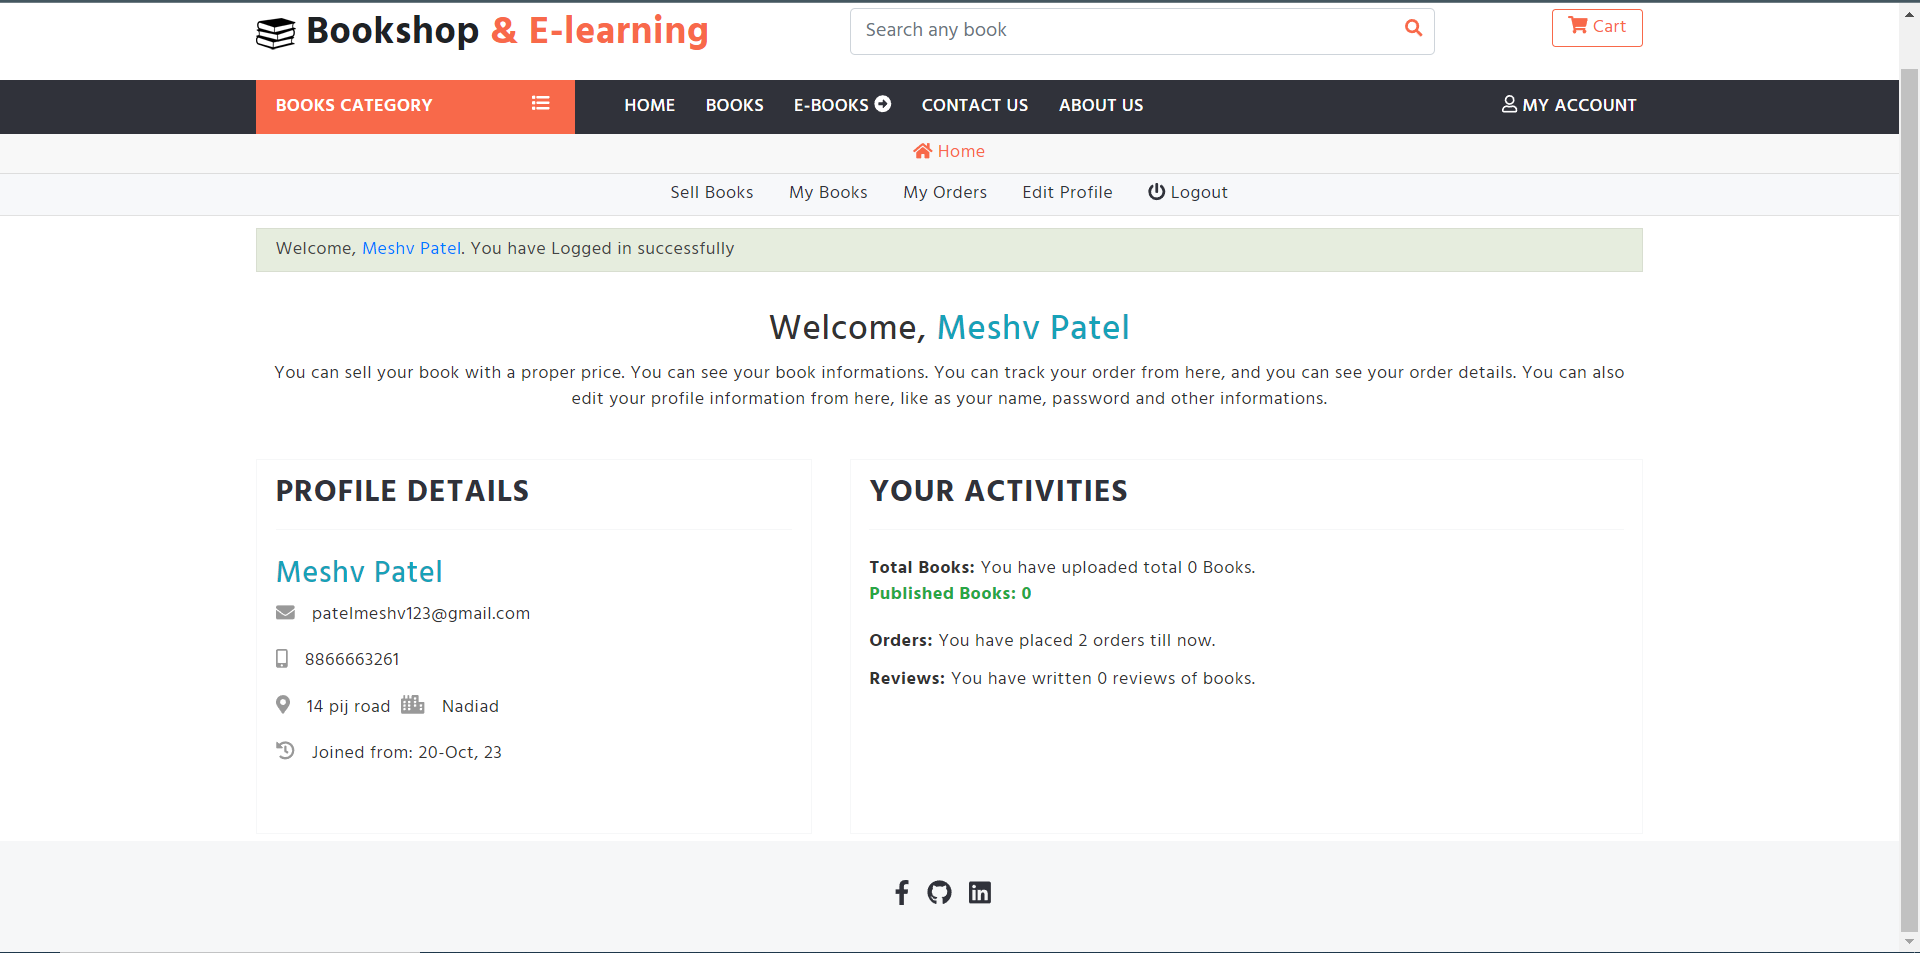 Bookshop & E-learning
Search any book
Cart
BOOKS CATEGORY
HOME
BOOKS
E-BOOKS
CONTACT US
ABOUT US
MY ACCOUNT
Home
Sell Books
My Books
My Orders
Edit Profile
Logout
Welcome, Meshv Patel. You have Logged in successfully
Welcome, Meshv Patel
You can sell your book with a proper price. You can see your book informations. You can track your order from here, and you can see your order details. You can also
edit your profile information from here, like as your name, password and other informations.
PROFILE DETAILS
Meshv Patel
patelmeshv123@gmail.com
8866663261
14 pij road Nadiad
Joined from: 20-Oct, 23
YOUR ACTIVITIES
Total Books: You have uploaded total 0 Books.
Published Books: 0
Orders: You have placed 2 orders till now.
Reviews: You have written 0 reviews of books.